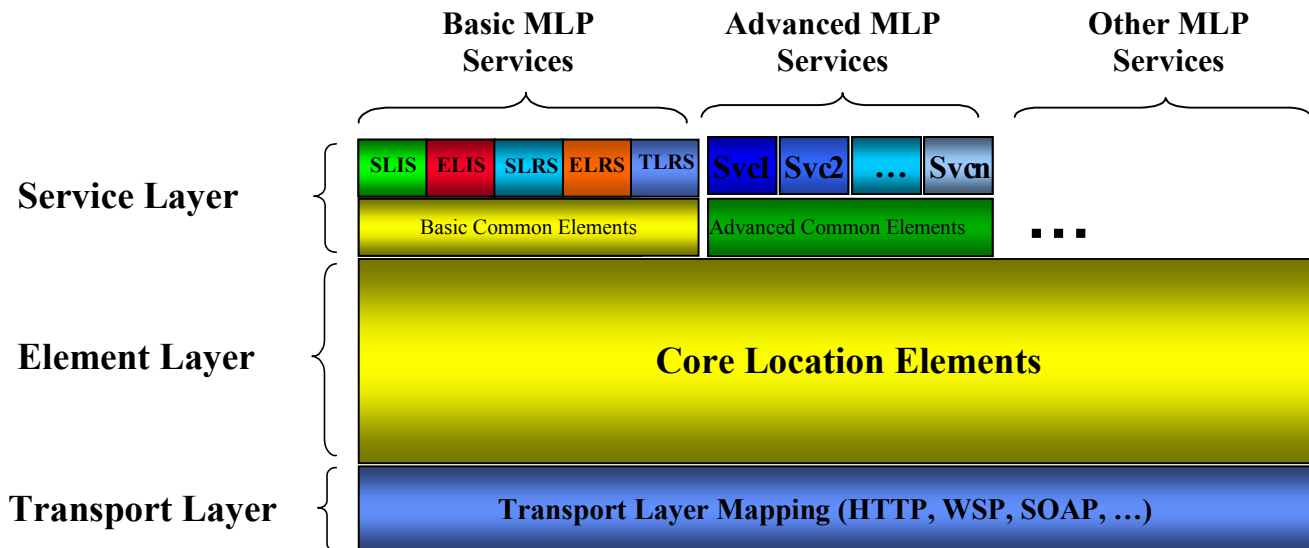 Basic MLP
Services
Advanced MLP
Services
Other MLP
Services
Service Layer
SLIS ELIS SLRS ELRS TLRS
Svc1 Svc2 ... Svcn
Basic Common Elements
Advanced Common Elements
...
Element Layer
Core Location Elements
Transport Layer
Transport Layer Mapping (HTTP, WSP, SOAP, …)